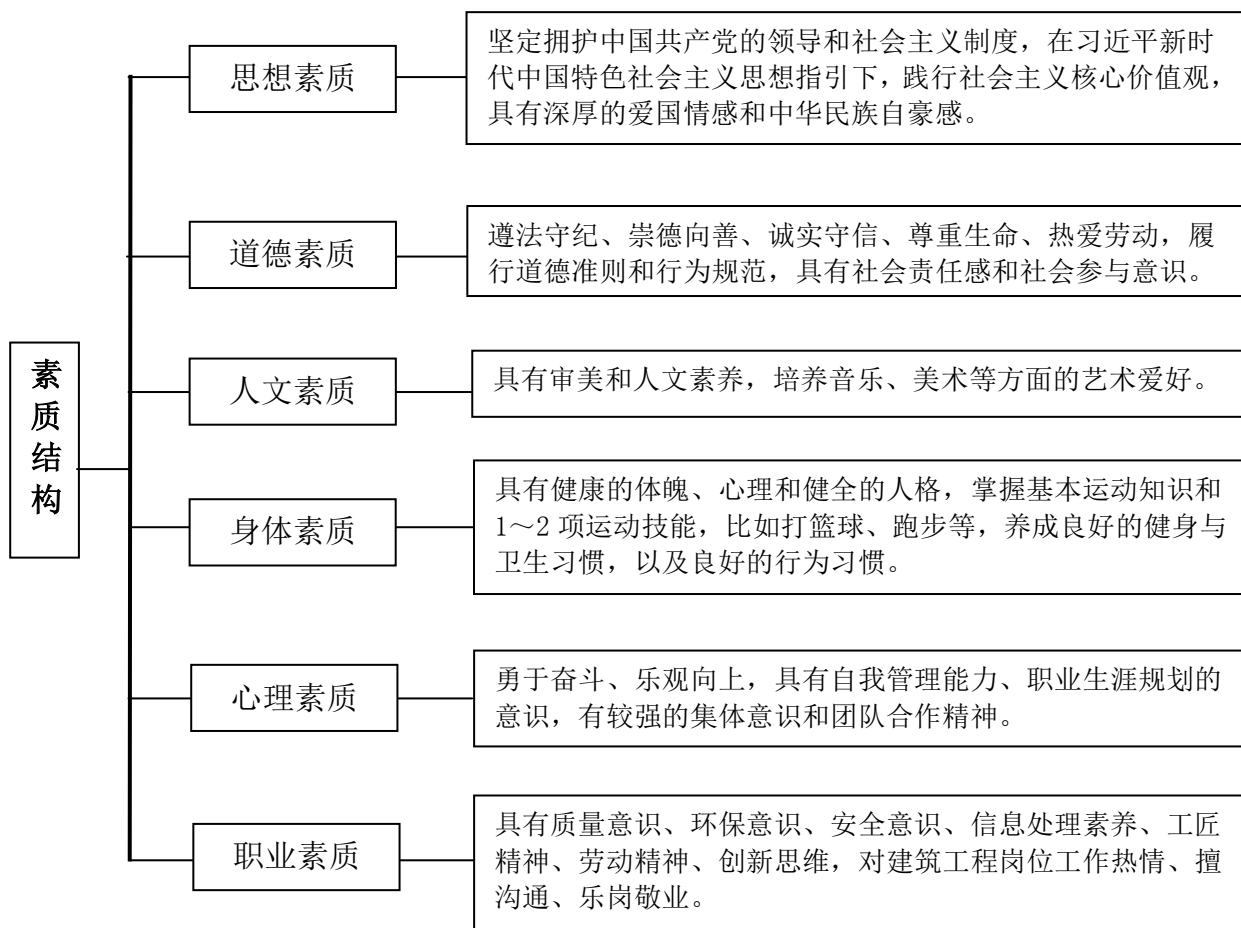 素质结构
思想素质
坚定拥护中国共产党的领导和社会主义制度，在习近平新时
代中国特色社会主义思想指引下，践行社会主义核心价值观，
具有深厚的爱国情感和中华民族自豪感。
道德素质
遵法守纪、崇德向善、诚实守信、尊重生命、热爱劳动，履
行道德准则和行为规范，具有社会责任感和社会参与意识。
人文素质
具有审美和人文素养，培养音乐、美术等方面的艺术爱好。
身体素质
具有健康的体魄、心理和健全的人格，掌握基本运动知识和
1～2 项运动技能，比如打篮球、跑步等，养成良好的健身与
卫生习惯，以及良好的行为习惯。
心理素质
勇于奋斗、乐观向上，具有自我管理能力、职业生涯规划的
意识，有较强的集体意识和团队合作精神。
职业素质
具有质量意识、环保意识、安全意识、信息处理素养、工匠
精神、劳动精神、创新思维，对建筑工程岗位工作热情、擅
沟通、乐岗敬业。